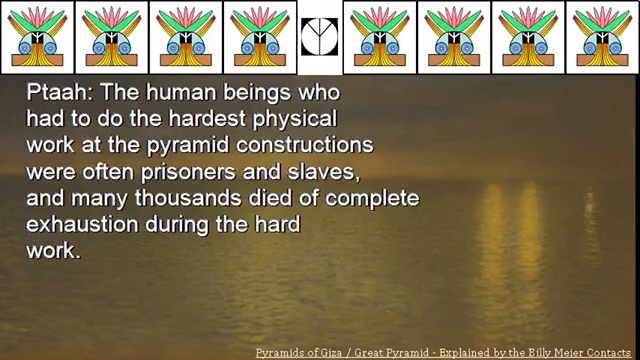 Ptaah: The human beings who
had to do the hardest physical
work at the pyramid constructions
were often prisoners and slaves,
and many thousands died of complete
exhaustion during the hard
work.
Pyramids of Giza / Great Pyramid - Explained by the Billy Meier Contacts